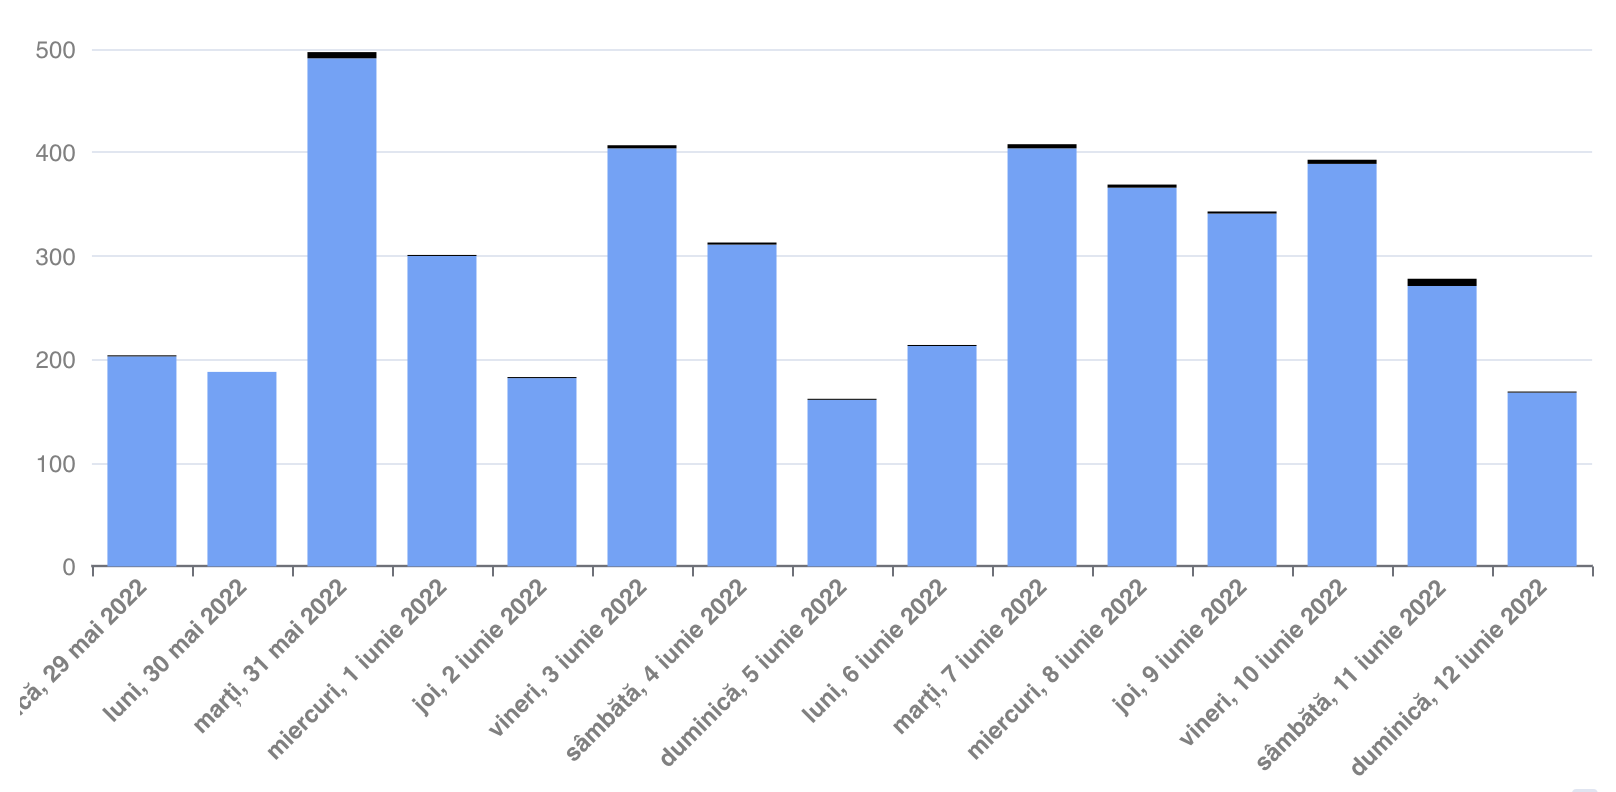 500
400
300
200
100
0
ică, 29 mai 2022
luni, 30 mai 2022
marți, 31 mai 2022
miercuri, 1 iunie 2022
joi, 2 iunie 2022
vineri, 3 iunie 2022
sâmbătă, 4 iunie 2022
duminică, 5 iunie 2022
luni, 6 iunie 2022
marți, 7 iunie 2022
miercuri, 8 iunie 2022
joi, 9 iunie 2022
vineri, 10 iunie 2022
sâmbătă, 11 iunie 2022
duminică, 12 iunie 2022